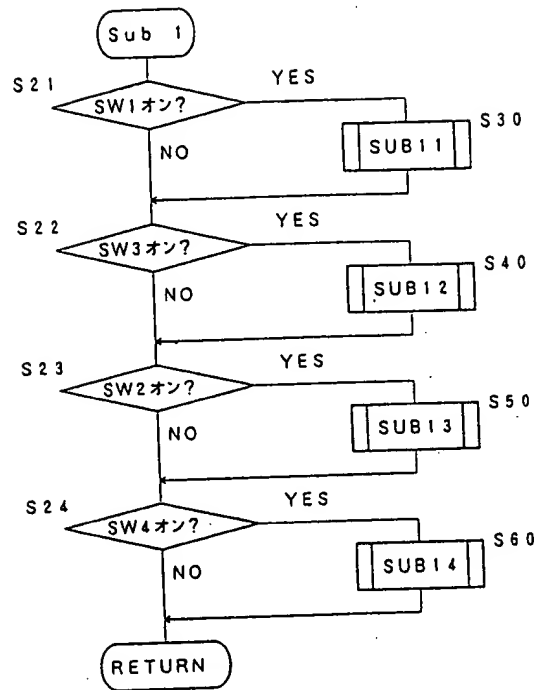 Sub 1
S21
SW1オン?
YES
NO
SUB11
S30
S22
SW3オン?
YES
NO
SUB12
S40
S23
SW2オン?
YES
NO
SUB13
S50
S24
SW4オン?
YES
NO
SUB14
S60
RETURN